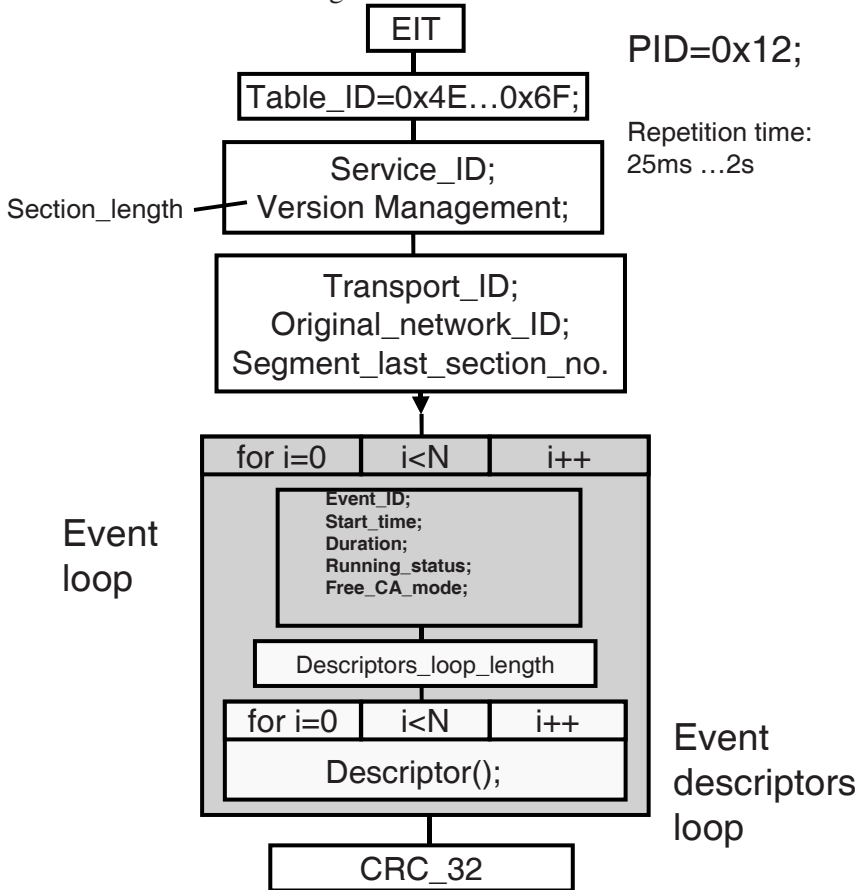 EIT
PID=0x12;
Table_ID=0x4E…0x6F;
Repetition time:
25ms …2s
Service_ID;
Section_length
Version Management;
Transport_ID;
Original_network_ID;
Segment_last_section_no.
for i=0 i<N i++
Event_ID;
Start_time;
Duration;
Running_status;
Free_CA_mode;
Event
loop
Descriptors_loop_length
for i=0 i<N i++
Descriptor();
Event
descriptors
loop
CRC_32